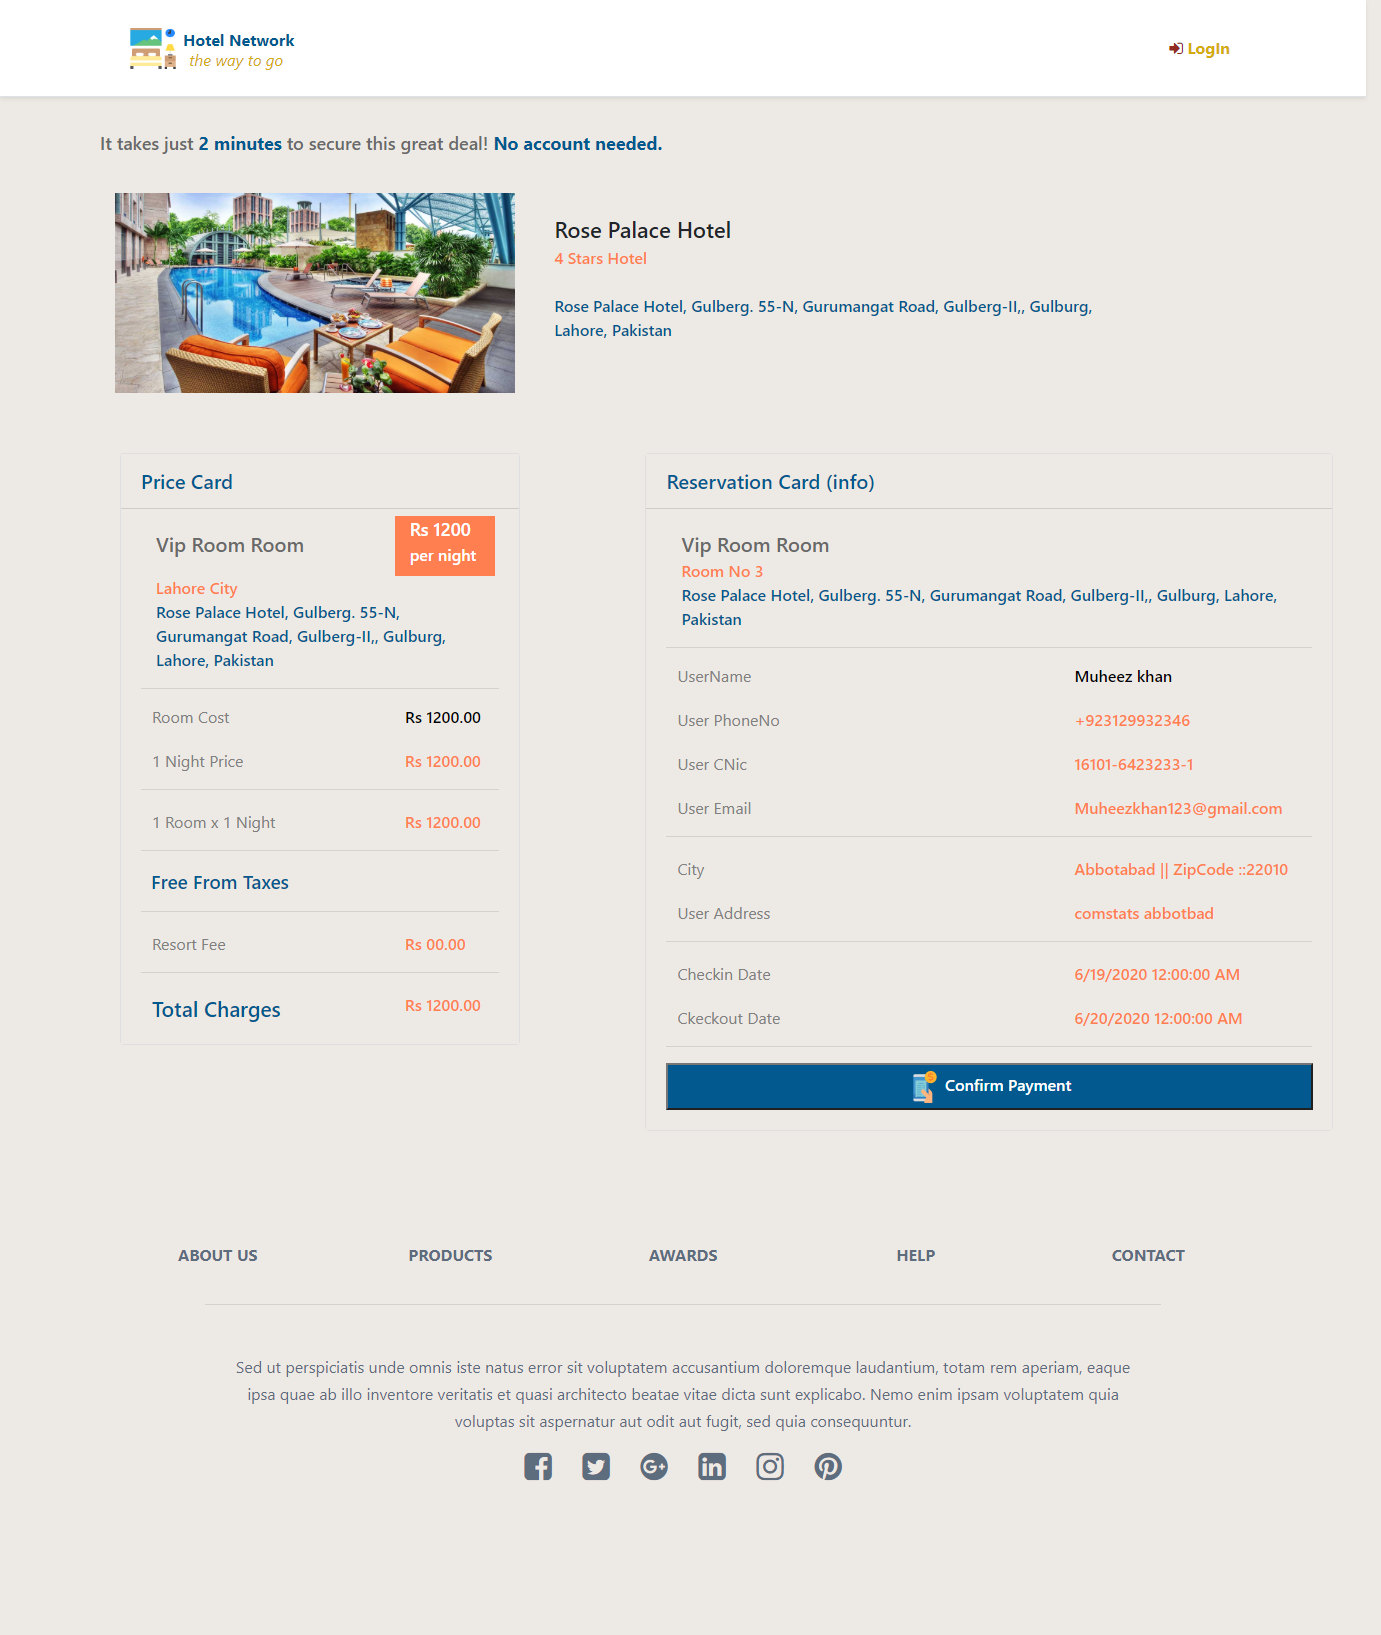 Hotel Network
the way to go
LogIn
It takes just 2 minutes to secure this great deal! No account needed.
Rose Palace Hotel
4 Stars Hotel
Rose Palace Hotel, Gulberg. 55-N, Gurumangat Road, Gulberg-II,, Gulburg,
Lahore, Pakistan
Price Card
Vip Room Room
Rs 1200
per night
Lahore City
Rose Palace Hotel, Gulberg. 55-N,
Gurumangat Road, Gulberg-II,, Gulburg,
Lahore, Pakistan
Room Cost Rs 1200.00
1 Night Price Rs 1200.00
1 Room x 1 Night Rs 1200.00
Free From Taxes
Resort Fee Rs 00.00
Total Charges Rs 1200.00
Reservation Card (info)
Vip Room Room
Room No 3
Rose Palace Hotel, Gulberg. 55-N, Gurumangat Road, Gulberg-II,, Gulburg, Lahore,
Pakistan
UserName Muheez khan
User PhoneNo +923129932346
User CNic 16101-6423233-1
User Email Muheezkhan123@gmail.com
City Abbotabad || ZipCode ::22010
User Address comstats abbotbad
Checkin Date 6/19/2020 12:00:00 AM
Ckeckout Date 6/20/2020 12:00:00 AM
Confirm Payment
ABOUT US PRODUCTS AWARDS HELP CONTACT
Sed ut perspiciatis unde omnis iste natus error sit voluptatem accusantium doloremque laudantium, totam rem aperiam, eaque
ipsa quae ab illo inventore veritatis et quasi architecto beatae vitae dicta sunt explicabo. Nemo enim ipsam voluptatem quia
voluptas sit aspernatur aut odit aut fugit, sed quia consequuntur.